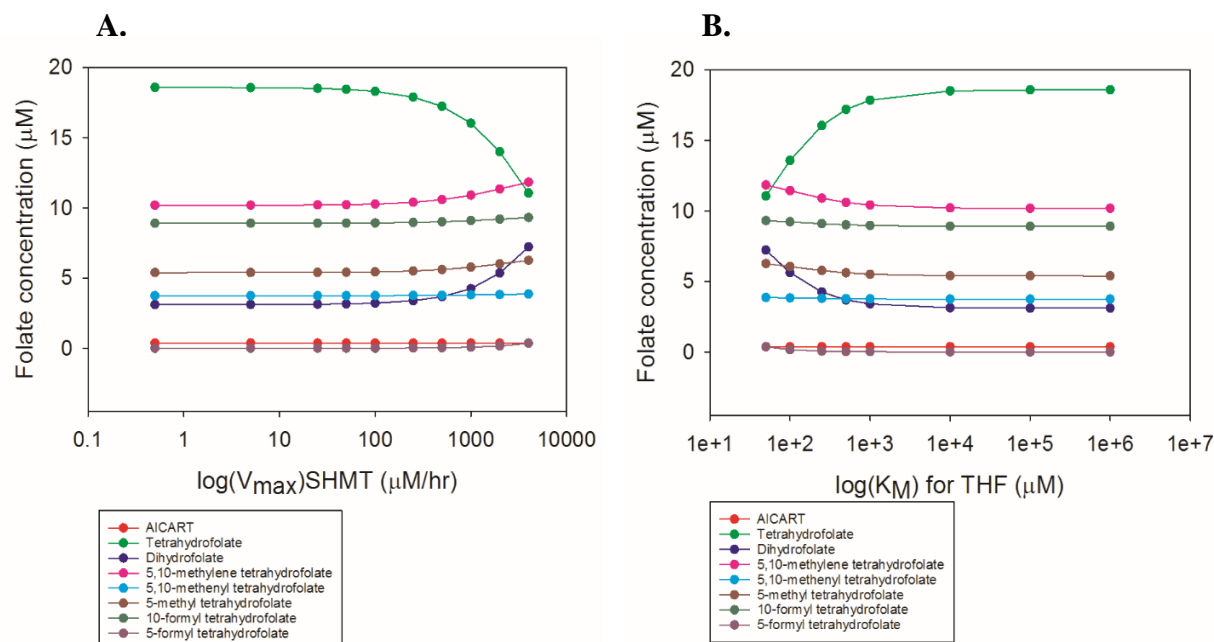 A.
20
15
10
5
0
Folate concentration (μM)
0.1 1 10 100 1000 10000
log(Vmax)SHMT (μM/hr)
AICART
Tetrahydrofolate
Dihydrofolate
5,10-methylene tetrahydrofolate
5,10-methenyl tetrahydrofolate
5-methyl tetrahydrofolate
10-formyl tetrahydrofolate
5-formyl tetrahydrofolate
B.
20
15
10
5
0
Folate concentration (μM)
1e+1 1e+2 1e+3 1e+4 1e+5 1e+6 1e+7
log(KM) for THF (μM)
AICART
Tetrahydrofolate
Dihydrofolate
5,10-methylene tetrahydrofolate
5,10-methenyl tetrahydrofolate
5-methyl tetrahydrofolate
10-formyl tetrahydrofolate
5-formyl tetrahydrofolate